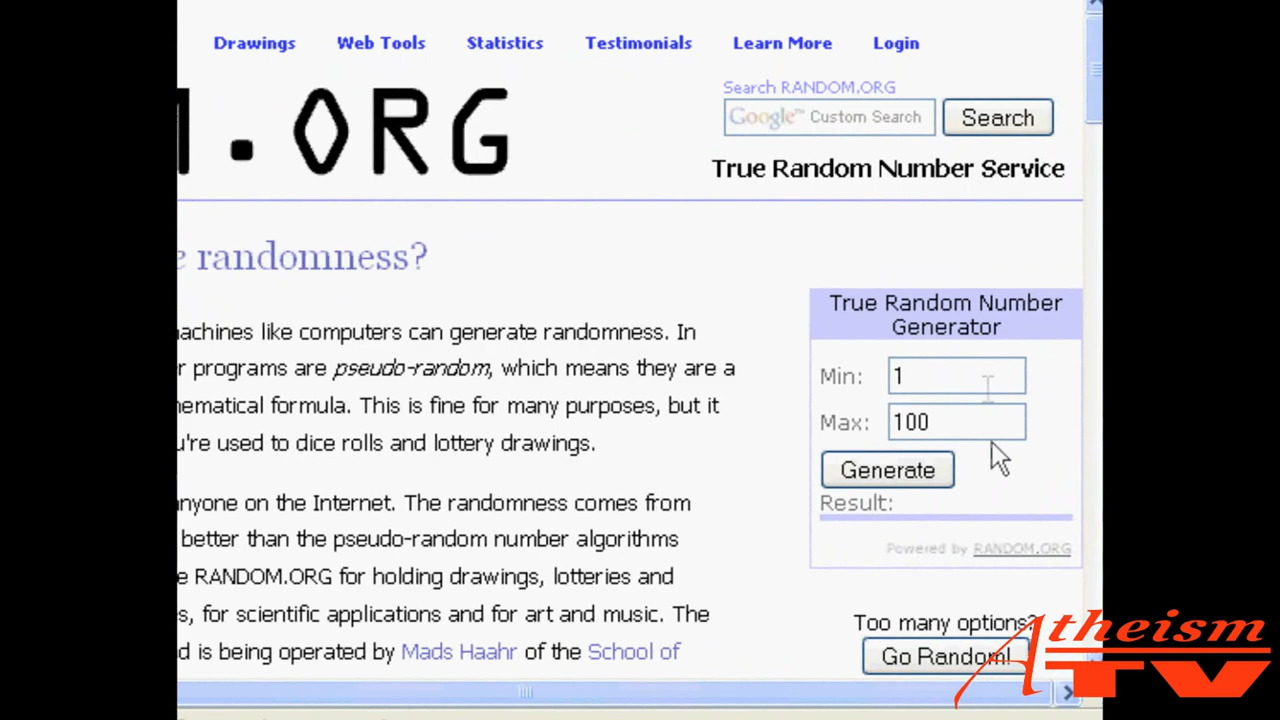 Drawings Web Tools Statistics Testimonials Learn More Login
Search RANDOM.ORG
Google™ Custom Search Search
.ORG
True Random Number Service
randomness?
True Random Number
Generator
achines like computers can generate randomness. In
r programs are pseudo-random, which means they are a
ematical formula. This is fine for many purposes, but it
u're used to dice rolls and lottery drawings.
Min: 1
Max: 100
Generate
Result:
Powered by RANDOM.ORG
anyone on the Internet. The randomness comes from
better than the pseudo-random number algorithms
e RANDOM.ORG for holding drawings, lotteries and
s, for scientific applications and for art and music. The
d is being operated by Mads Haahr of the School of
Too many options?
Go Random!
Atheism
TV